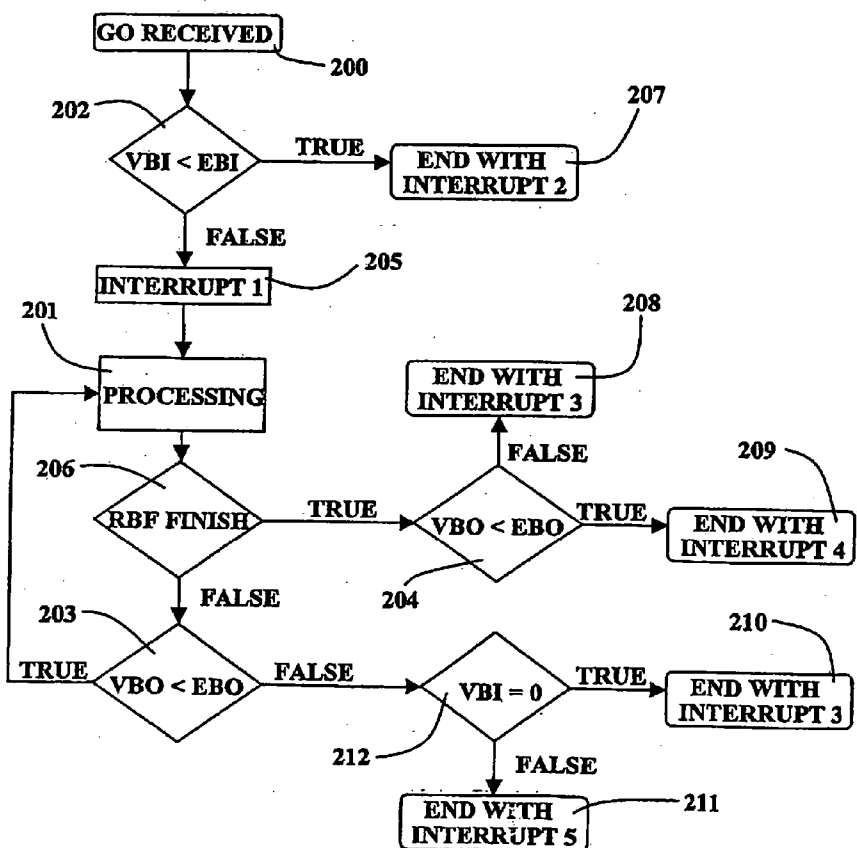 GO RECEIVED
200
202
207
VBI < EBI
TRUE
END WITH
INTERRUPT 2
FALSE
205
INTERRUPT 1
201
208
PROCESSING
END WITH
INTERRUPT 3
206
FALSE
209
RBF FINISH
TRUE
VBO < EBO
TRUE
END WITH
INTERRUPT 4
204
FALSE
203
210
TRUE
VBO < EBO
FALSE
VBI = 0
TRUE
END WITH
INTERRUPT 3
212
FALSE
211
END WITH
INTERRUPT 5